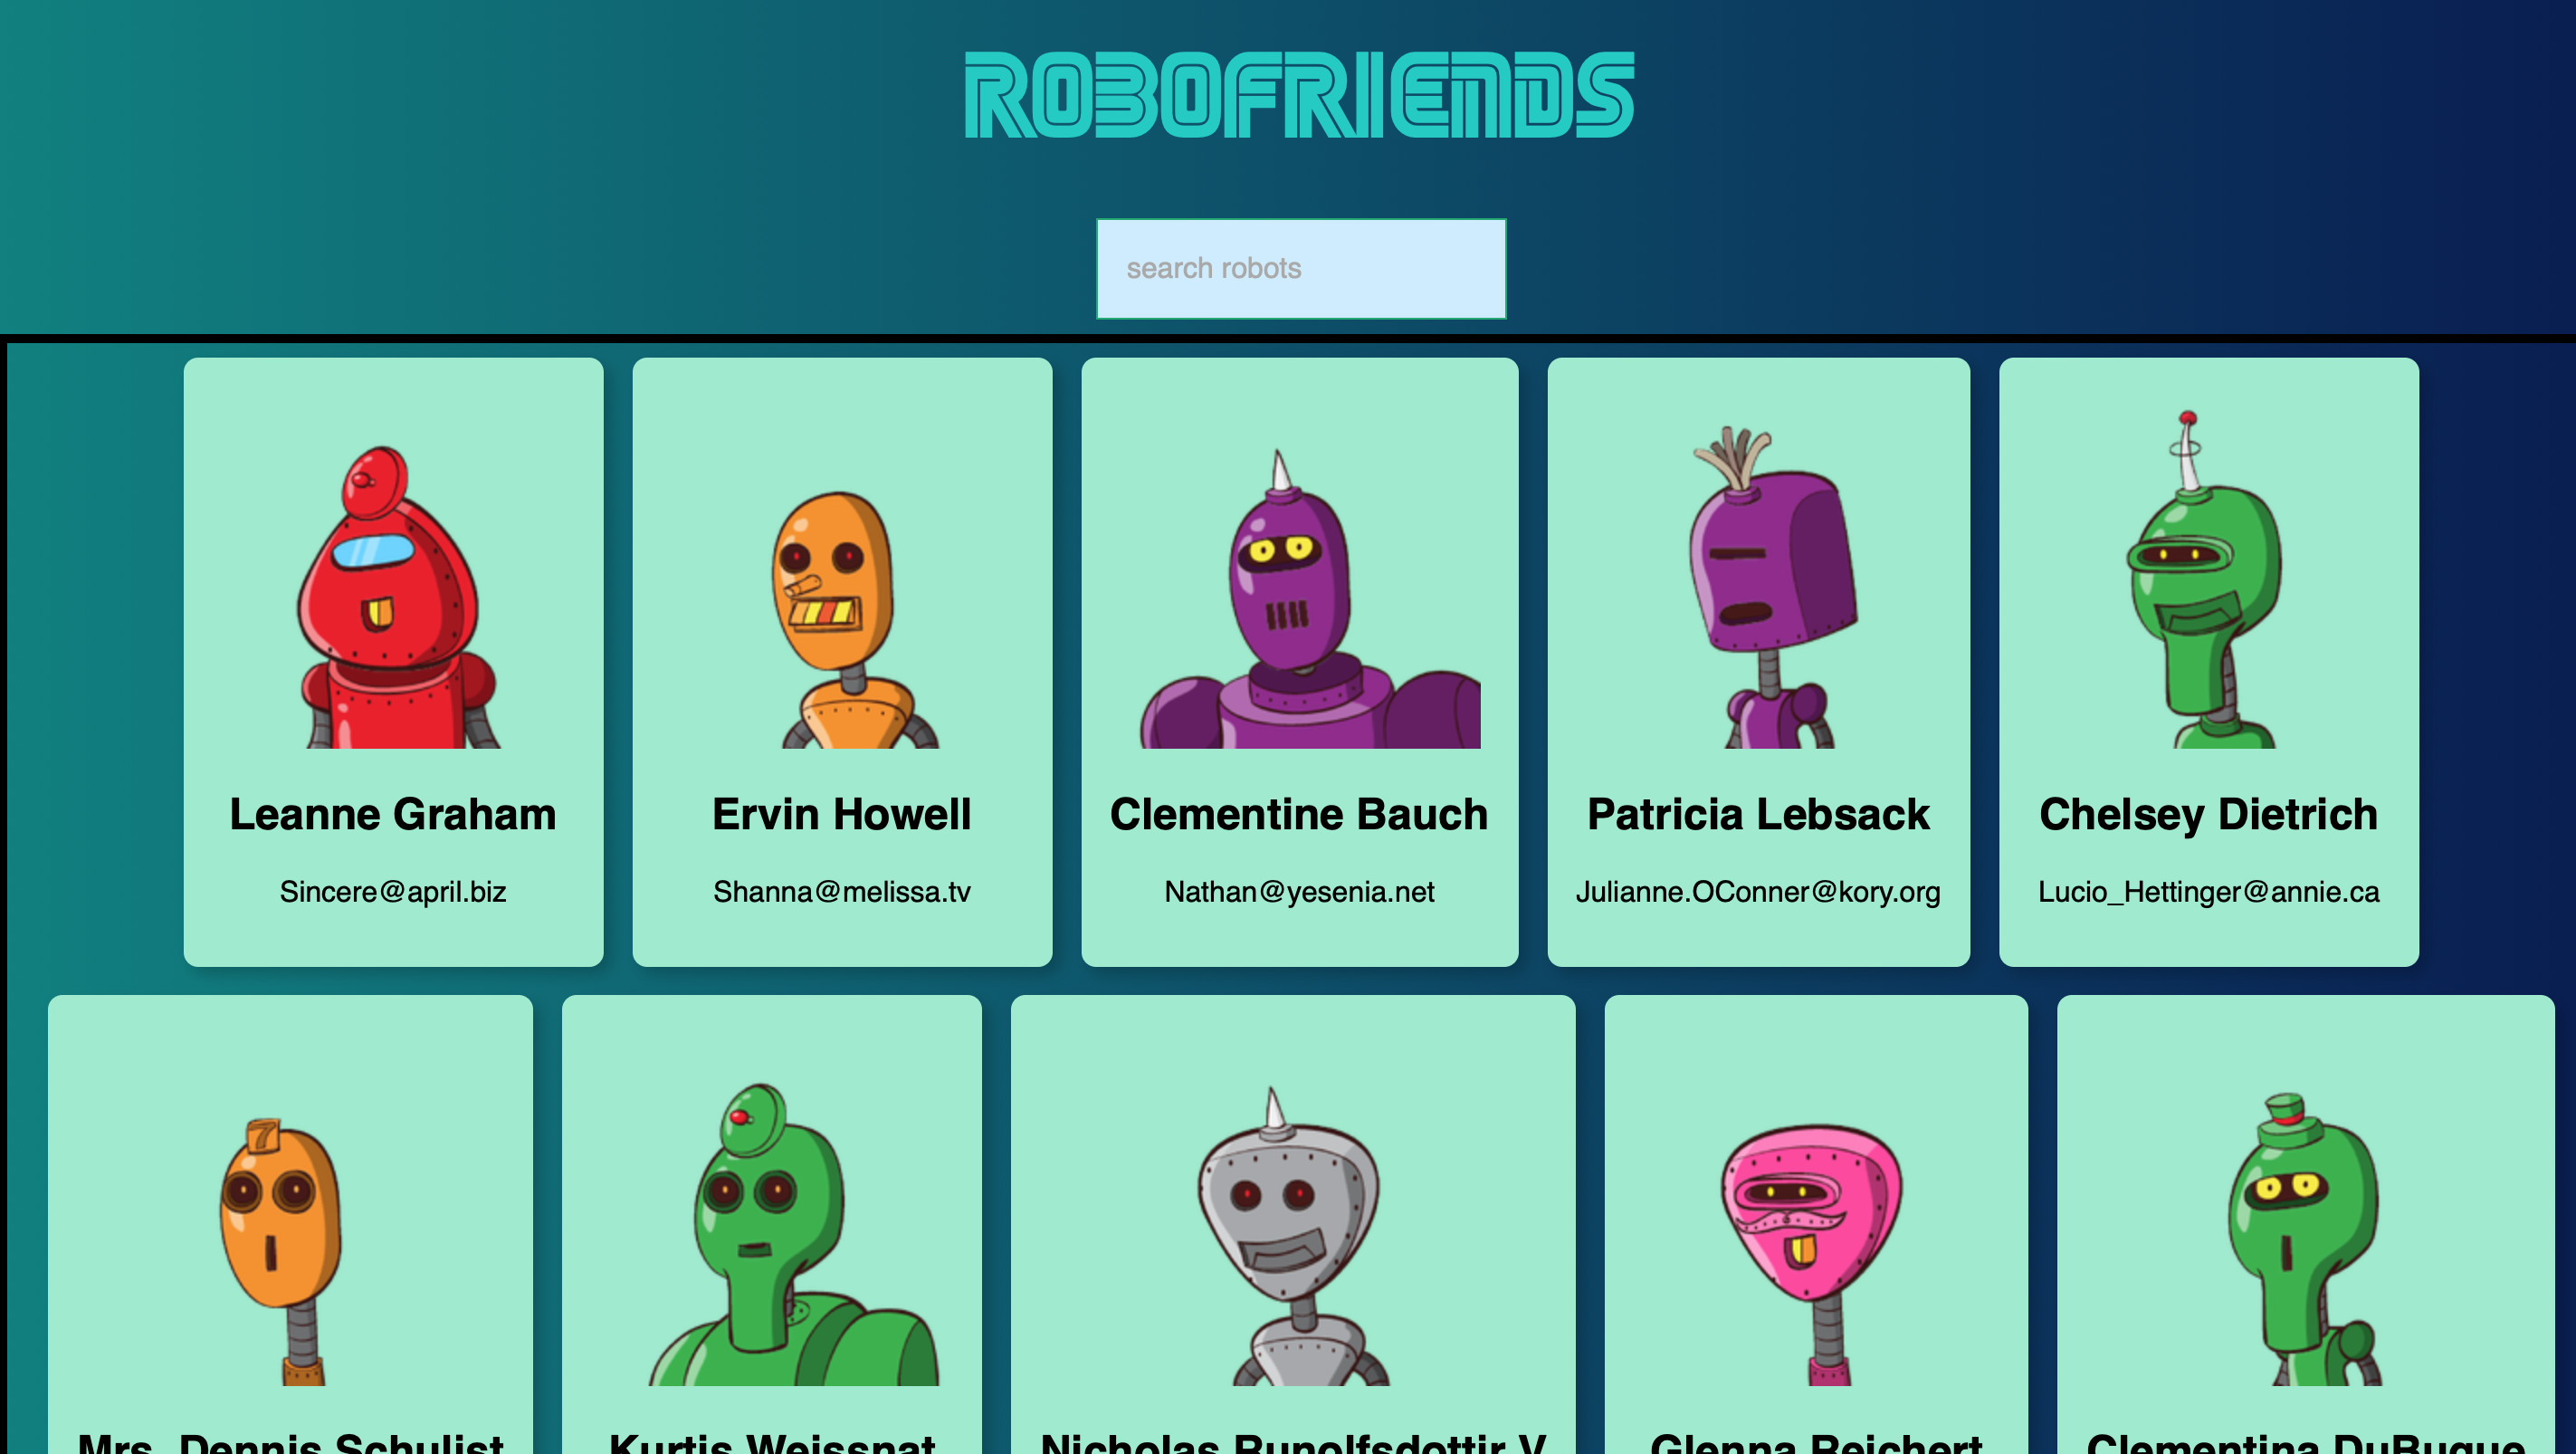 ROBOFRIENDS
search robots
Leanne Graham
Ervin Howell
Clementine Bauch
Patricia Lebsack
Chelsey Dietrich
Sincere@april.biz
Shanna@melissa.tv
Nathan@yesenia.net
Julianne.OConner@kory.org
Lucio_Hettinger@annie.ca
7
Mrs. Dennis Schulist
Kurtis Weissnat
Nicholas Runolfsdottir V
Glenna Reichert
Clementina DuBuque